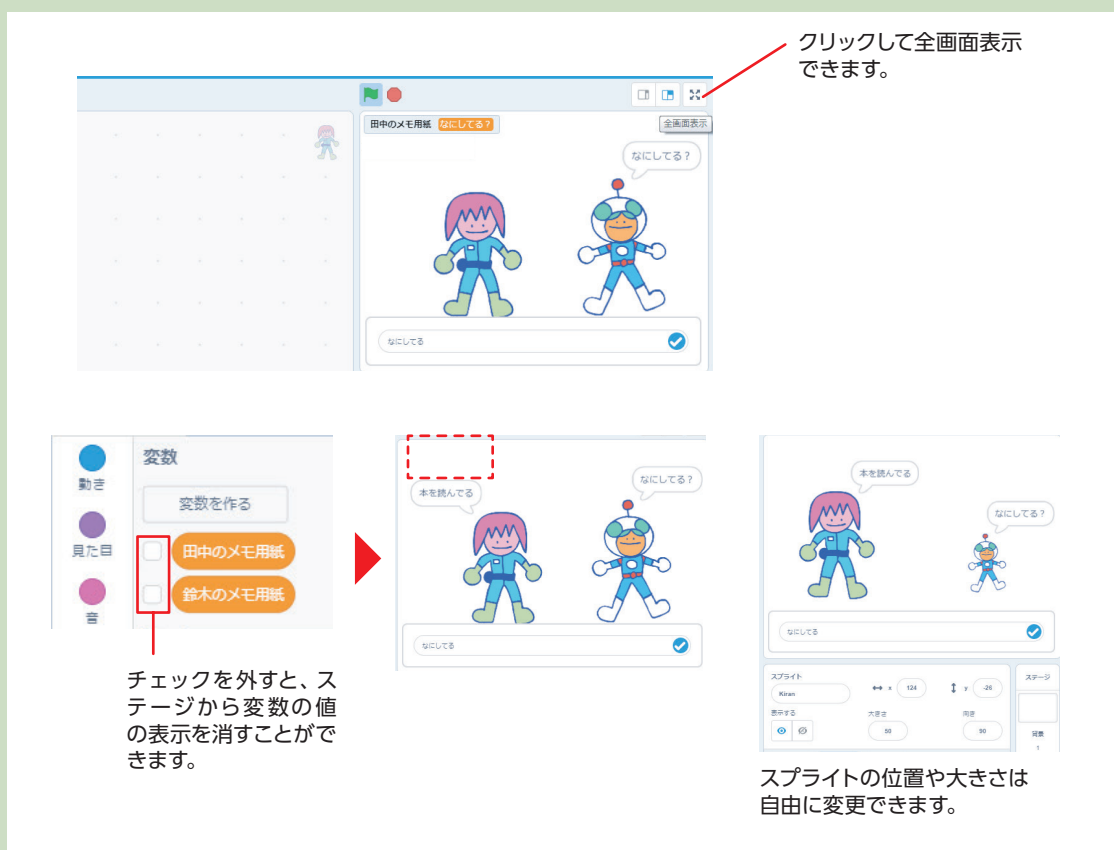 クリックして全画面表示
できます。
田中のメモ用紙 なにしてる?
全画面表示
なにしてる?
なにしてる
変数
変数を作る
動き
見た目
音
田中のメモ用紙
鈴木のメモ用紙
チェックを外すと、ス
テージから変数の値
の表示を消すことがで
きます。
なにしてる?
本を読んでる
なにしてる
本を読んでる
なにしてる?
なにしてる
スプライト
Kiran
x 124
y -26
表示する
大きさ
50
向き
90
ステージ
背景
1
スプライトの位置や大きさは
自由に変更できます。